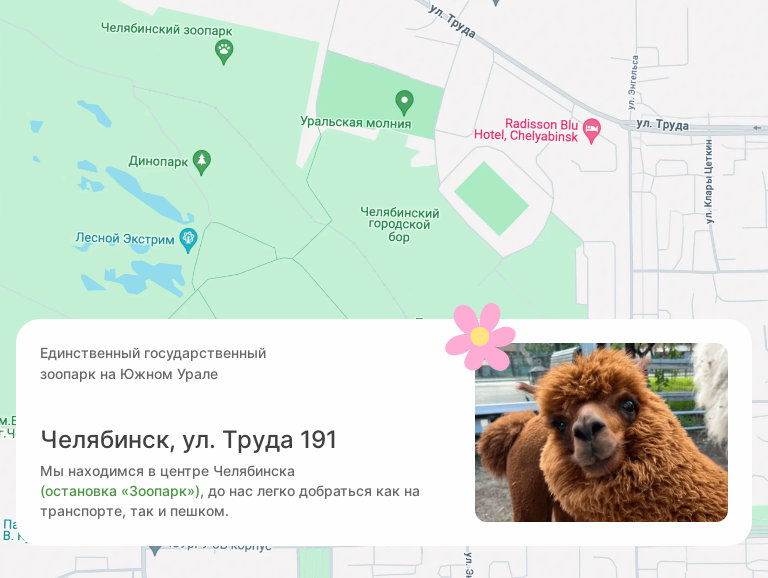 ул. Труда
Челябинский зоопарк
ул. Энгельса
Уральская молния
Radisson Blu
Hotel, Chelyabinsk
ул. Труда
Динопарк
ул. Клары Цеткин
Челябинский
городской
бор
Лесной Экстрим
Единственный государственный
зоопарк на Южном Урале
Челябинск, ул. Труда 191
Мы находимся в центре Челябинска
(остановка «Зоопарк»), до нас легко добраться как на
транспорте, так и пешком.